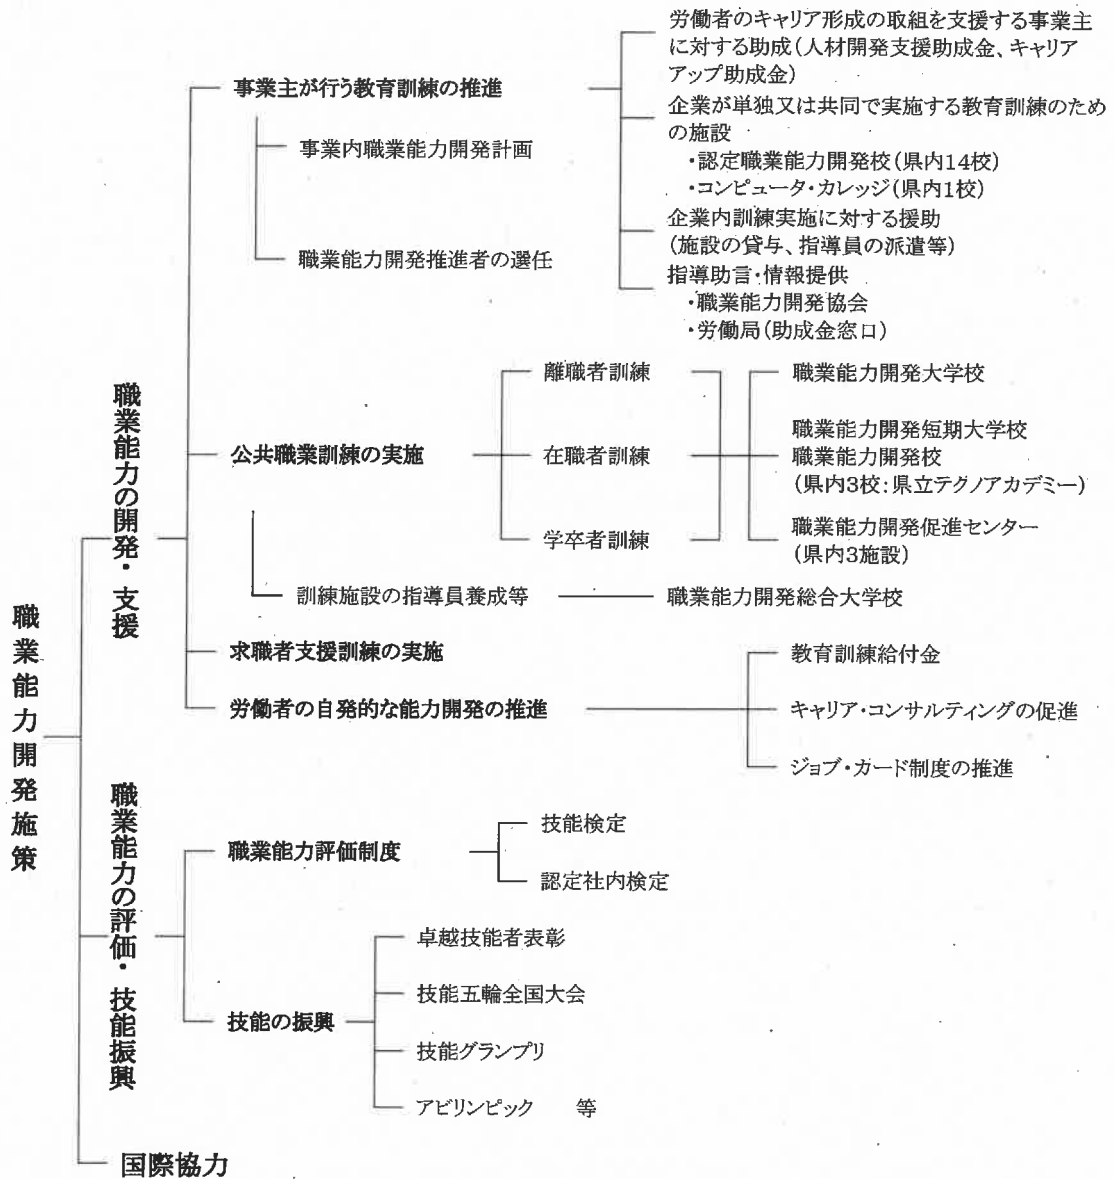 職業能力開発施策
職業能力の開発・支援
事業主が行う教育訓練の推進
事業内職業能力開発計画
職業能力開発推進者の選任
労働者のキャリア形成の取組を支援する事業主
に対する助成(人材開発支援助成金、キャリア
アップ助成金)
企業が単独又は共同で実施する教育訓練のため
の施設
・認定職業能力開発校(県内14校)
・コンピュータ・カレッジ(県内1校)
企業内訓練実施に対する援助
(施設の貸与、指導員の派遣等)
指導助言・情報提供
・職業能力開発協会
・労働局(助成金窓口)
公共職業訓練の実施
離職者訓練
在職者訓練
学卒者訓練
職業能力開発大学校
職業能力開発短期大学校
職業能力開発校
(県内3校:県立テクノアカデミー)
職業能力開発促進センター
(県内3施設)
訓練施設の指導員養成等
職業能力開発総合大学校
求職者支援訓練の実施
労働者の自発的な能力開発の推進
教育訓練給付金
キャリア・コンサルティングの促進
ジョブ・カード制度の推進
職業能力の評価・技能振興
職業能力評価制度
技能検定
認定社内検定
技能の振興
卓越技能者表彰
技能五輪全国大会
技能グランプリ
アビリンピック 等
国際協力